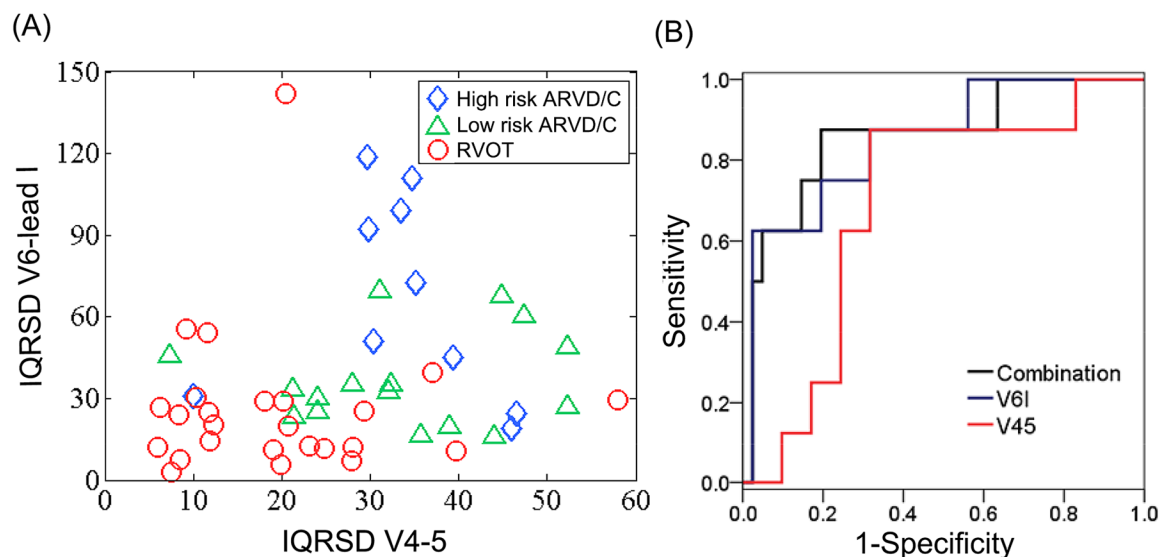 (A)
150
120
90
60
30
0
0 10 20 30 40 50 60
IQRSD V6-lead I
IQRSD V4-5
High risk ARVD/C
Low risk ARVD/C
RVOT
(B)
1.0
0.8
0.6
0.4
0.2
0.0
0.0 0.2 0.4 0.6 0.8 1.0
Sensitivity
1-Specificity
Combination
V6I
V45